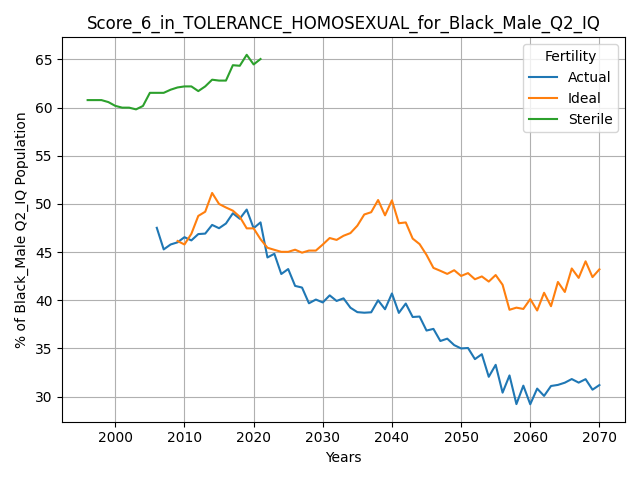 Score_6_in_TOLERANCE_HOMOSEXUAL_for_Black_Male_Q2_IQ
Fertility
Actual
Ideal
Sterile
65
60
55
50
45
40
35
30
% of Black_Male Q2_IQ Population
2000
2010
2020
2030
2040
2050
2060
2070
Years